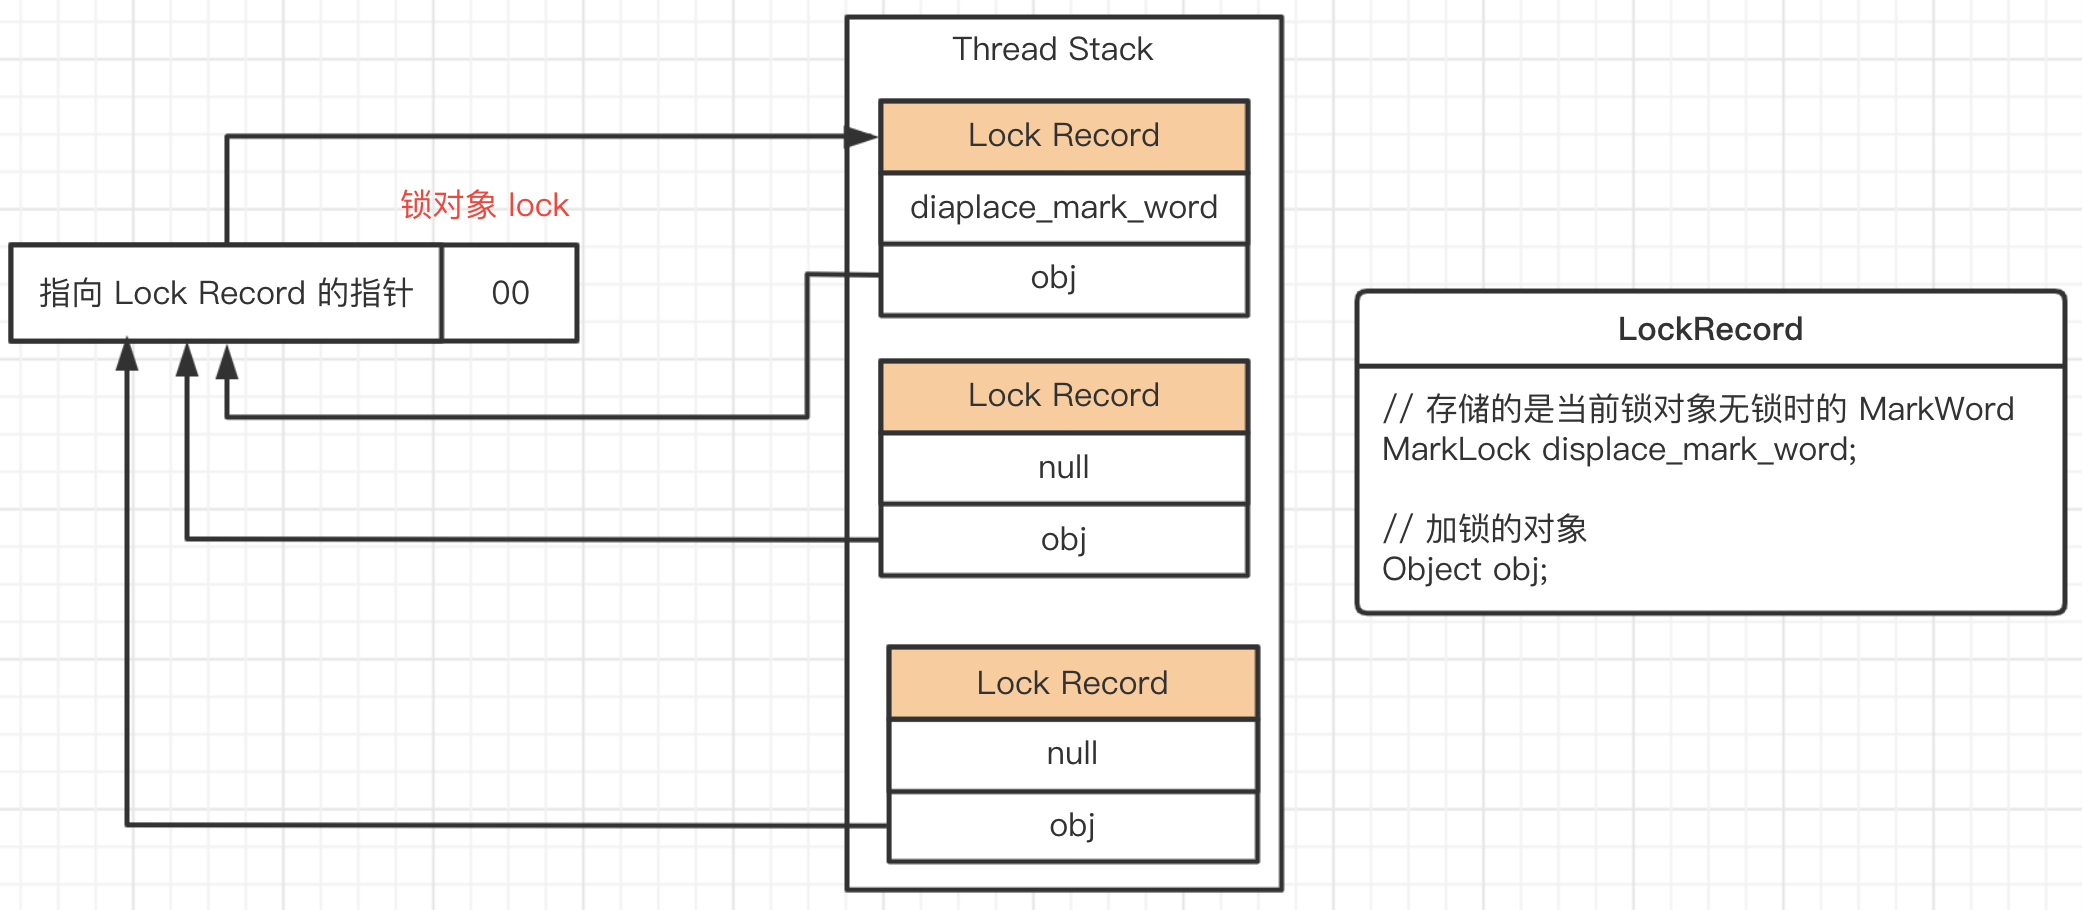 Thread Stack
Lock Record
diaplace_mark_word
obj
锁对象 lock
指向 Lock Record 的指针
00
Lock Record
null
obj
Lock Record
null
obj
LockRecord
// 存储的是当前锁对象无锁时的 MarkWord
MarkLock displace_mark_word;
// 加锁的对象
Object obj;